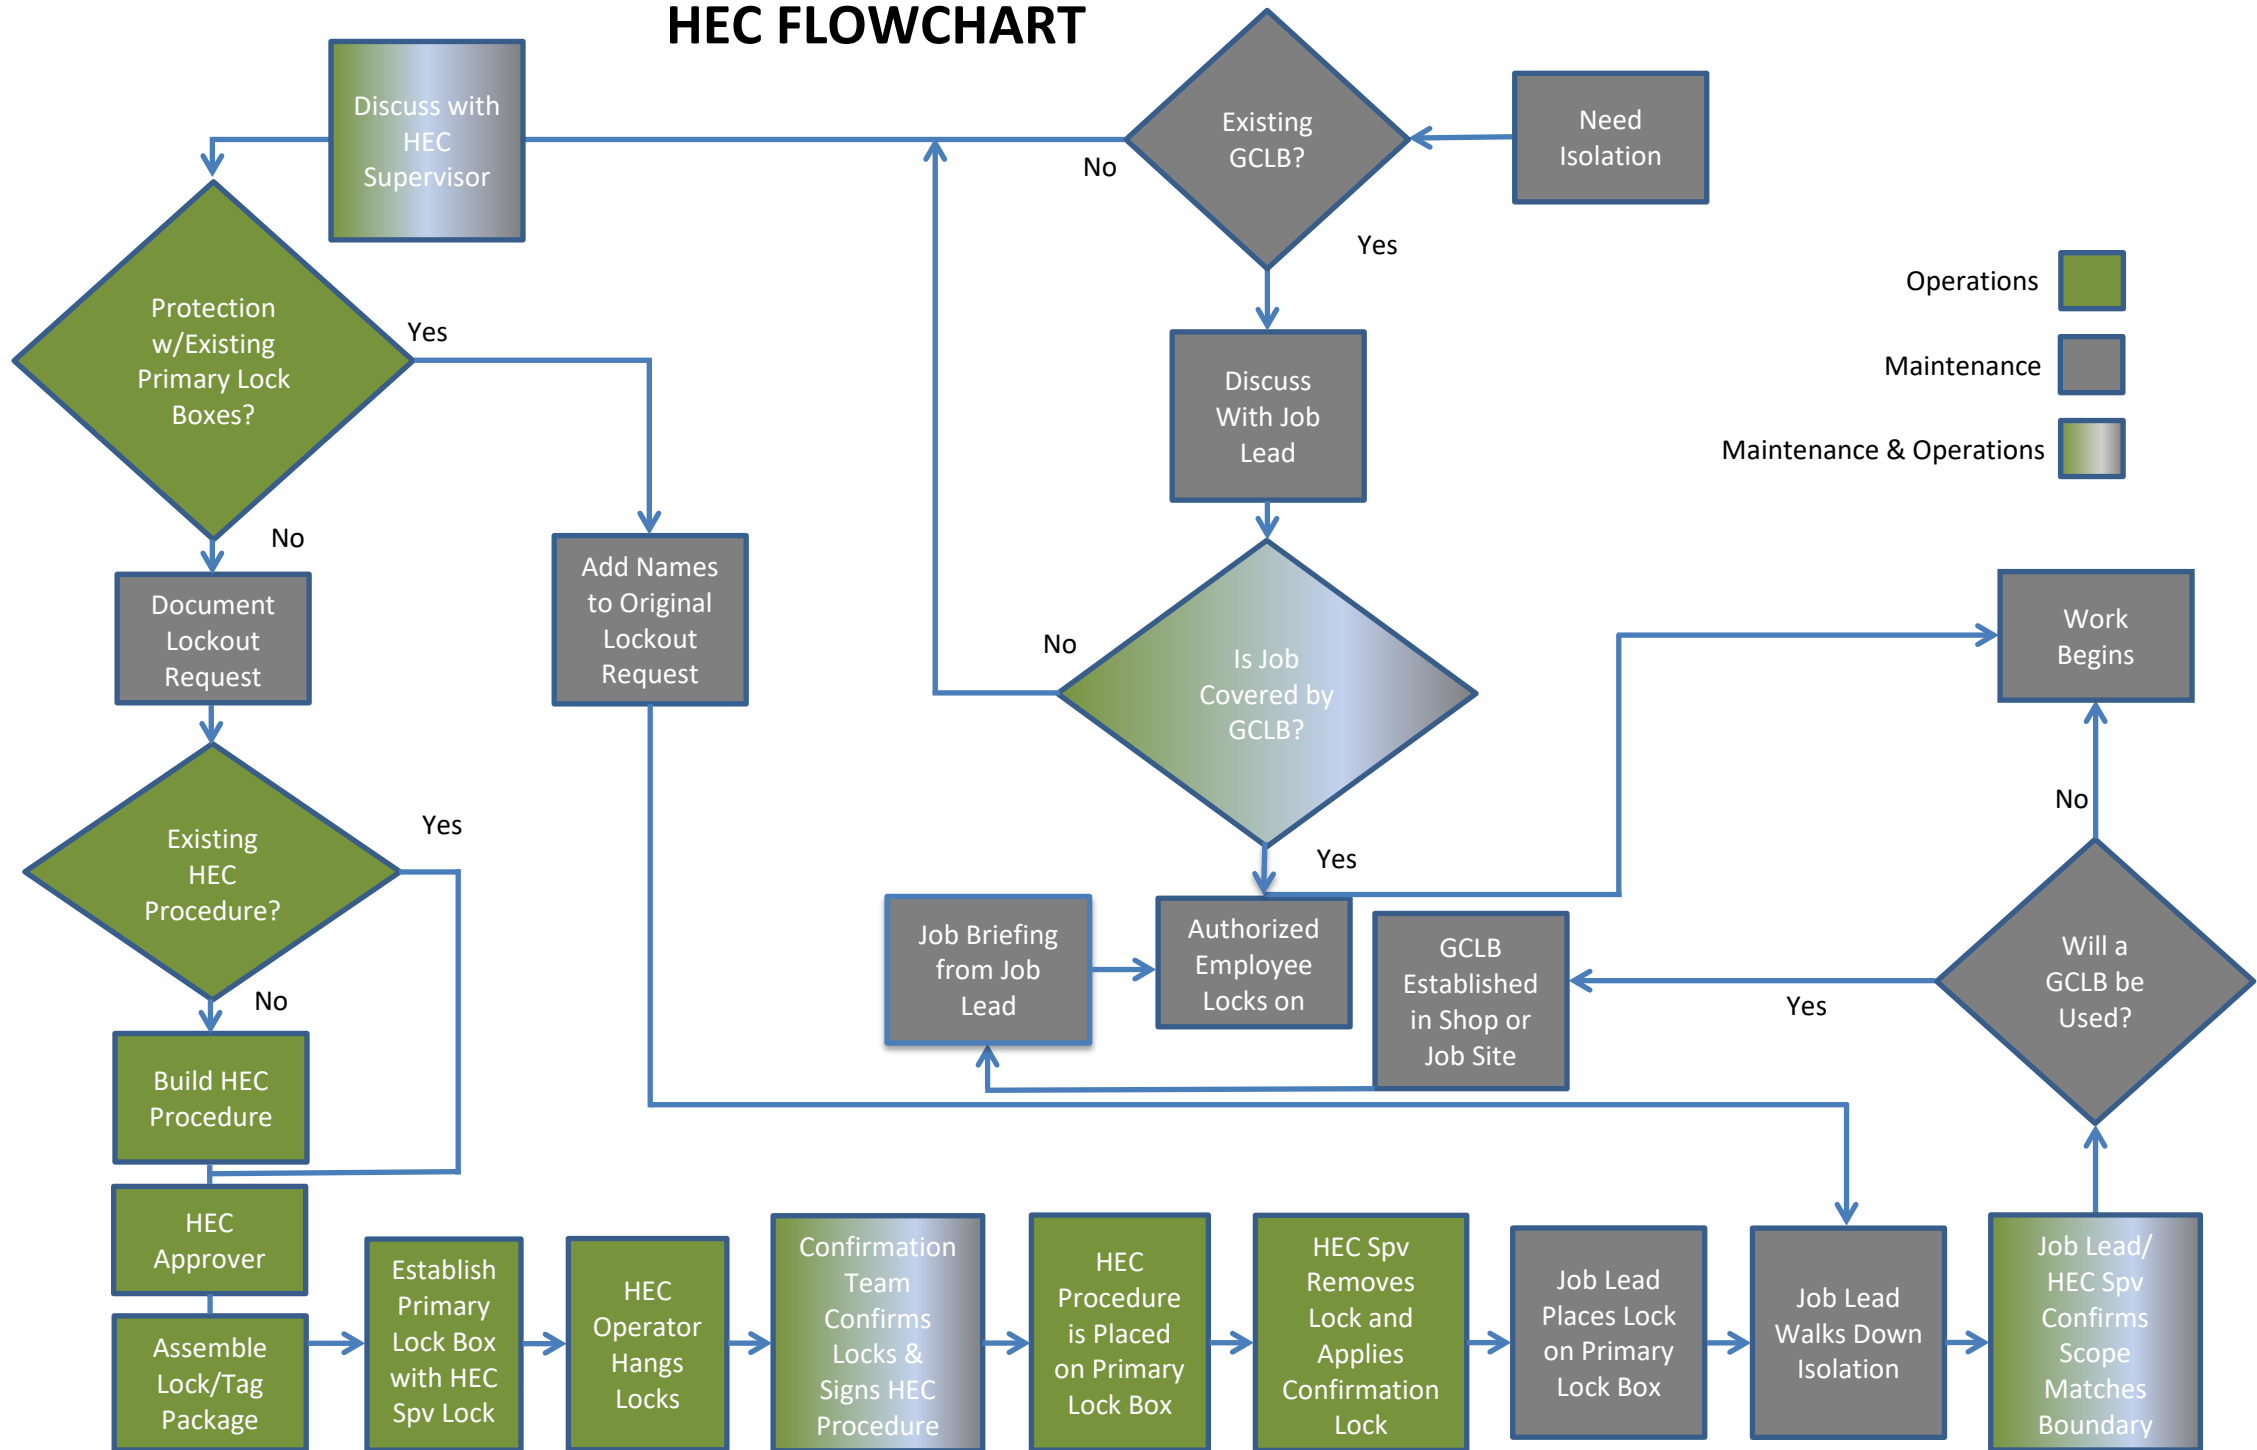 HEC FLOWCHART
Discuss with
HEC
Supervisor
Existing
GCLB?
Need
Isolation
No
Yes
Operations
Maintenance
Maintenance & Operations
Protection
w/Existing
Primary Lock
Boxes?
Yes
No
Discuss
With Job
Lead
Document
Lockout
Request
Add Names
to Original
Lockout
Request
No
Is Job
Covered by
GCLB?
Yes
Work
Begins
No
Existing
HEC
Procedure?
Yes
No
Job Briefing
from Job
Lead
Authorized
Employee
Locks on
GCLB
Established
in Shop or
Job Site
Yes
Will a
GCLB be
Used?
Build HEC
Procedure
HEC
Approver
Assemble
Lock/Tag
Package
Establish
Primary
Lock Box
with HEC
Spv Lock
HEC
Operator
Hangs
Locks
Confirmation
Team
Confirms
Locks &
Signs HEC
Procedure
HEC
Procedure
is Placed
on Primary
Lock Box
HEC Spv
Removes
Lock and
Applies
Confirmation
Lock
Job Lead
Places Lock
on Primary
Lock Box
Job Lead
Walks Down
Isolation
Job Lead/
HEC Spv
Confirms
Scope
Matches
Boundary